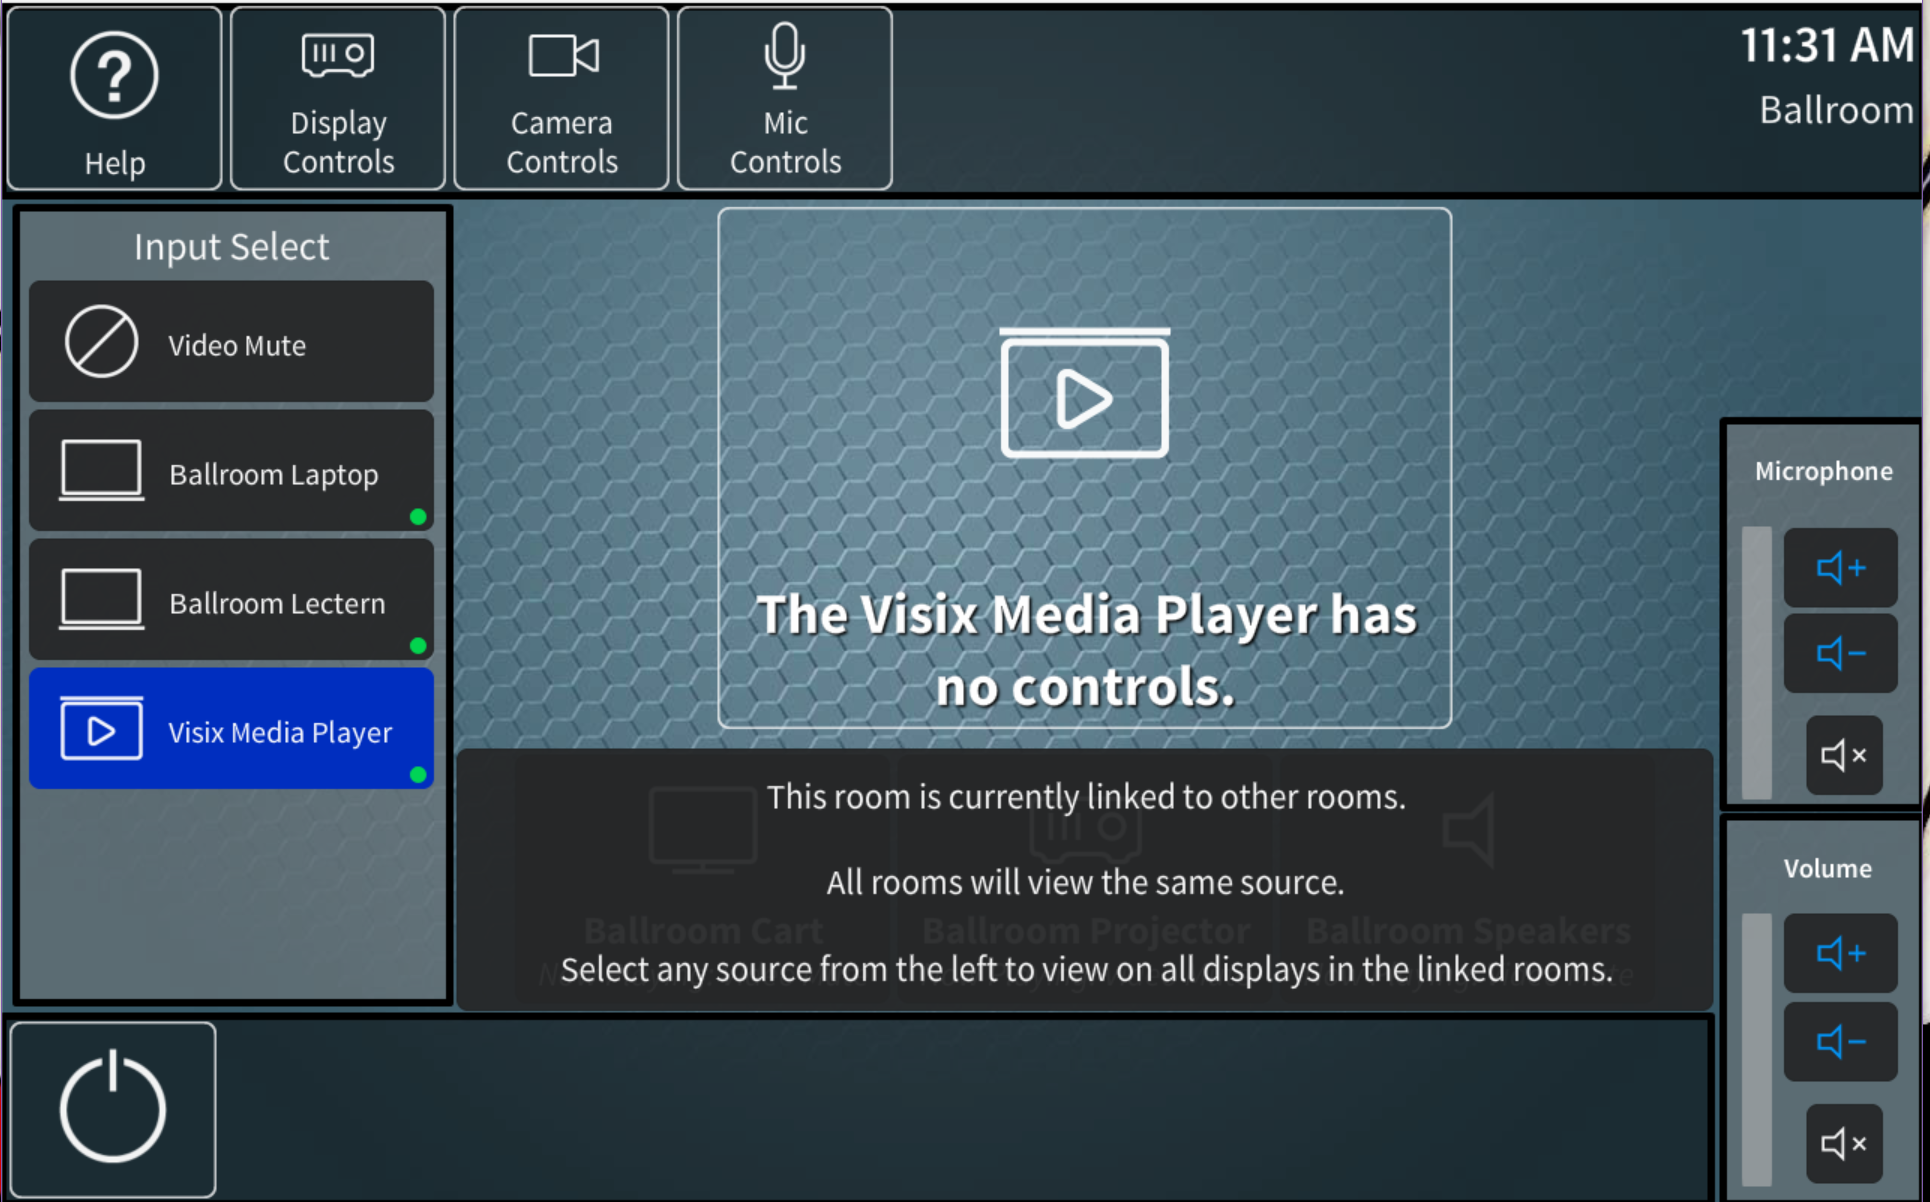 Help
Display
Controls
Camera
Controls
Mic
Controls
11:31 AM
Ballroom
Input Select
Video Mute
Ballroom Laptop
Ballroom Lectern
Visix Media Player
The Visix Media Player has
no controls.
This room is currently linked to other rooms.
All rooms will view the same source.
Ballroom Cart
Ballroom Projector
Ballroom Speakers
Select any source from the left to view on all displays in the linked rooms.
Microphone
Volume